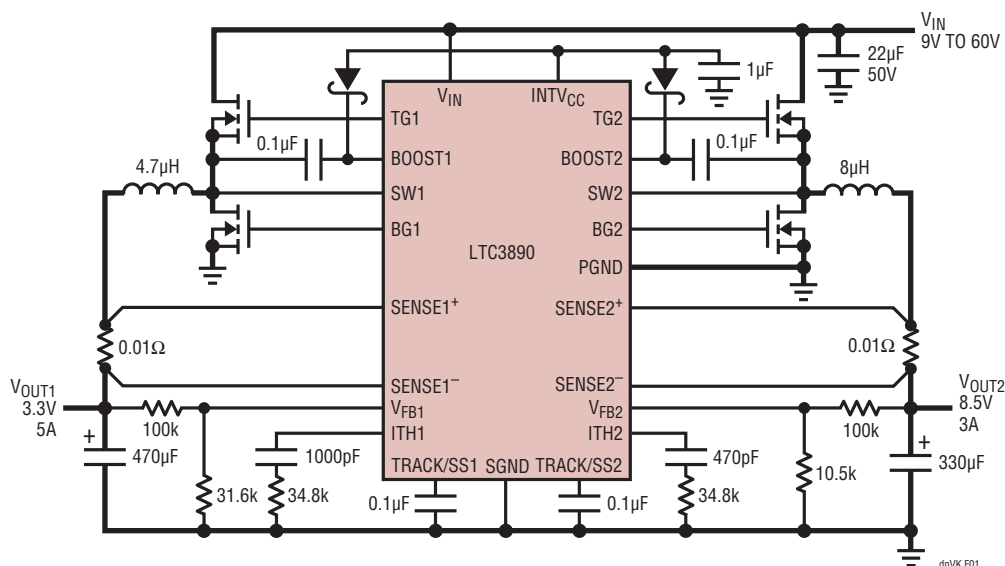 VIN
9V TO 60V
22µF
50V
1µF
VIN
INTVCC
TG1
TG2
0.1µF
BOOST1
BOOST2
0.1µF
4.7µH
8µH
SW1
SW2
BG1
BG2
LTC3890
PGND
SENSE1+
SENSE2+
0.01Ω
0.01Ω
SENSE1–
SENSE2–
VOUT1
3.3V
5A
VOUT2
8.5V
3A
VFB1
VFB2
100k
100k
ITH1
ITH2
+
470µF
1000pF
470pF
+
330µF
TRACK/SS1
SGND
TRACK/SS2
31.6k
34.8k
0.1µF
0.1µF
34.8k
10.5k
dnVK F01